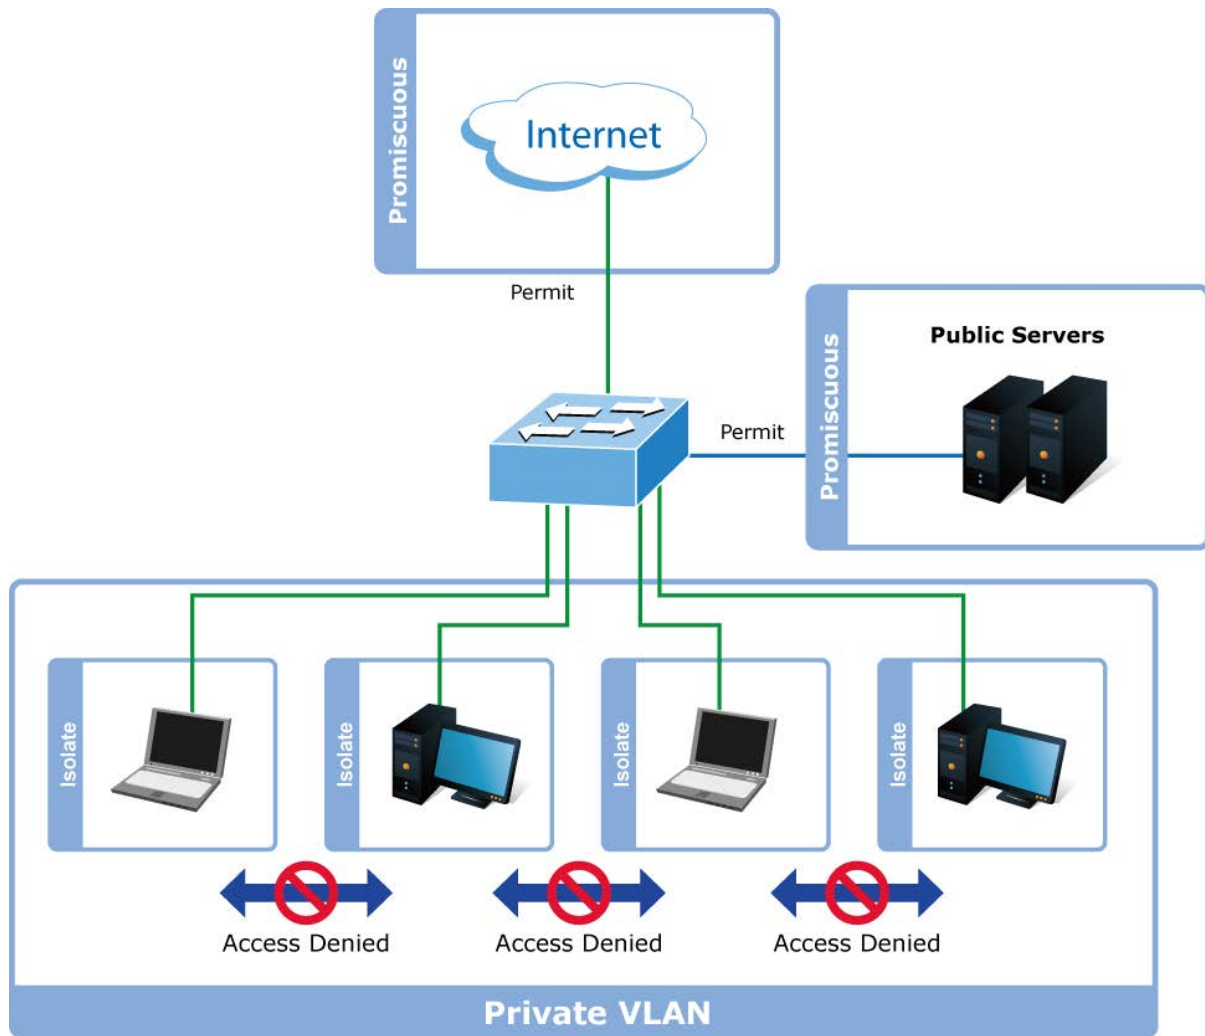 Promiscuous
Internet
Permit
Promiscuous
Public Servers
Permit
Isolate
Isolate
Isolate
Isolate
Access Denied
Access Denied
Access Denied
Private VLAN